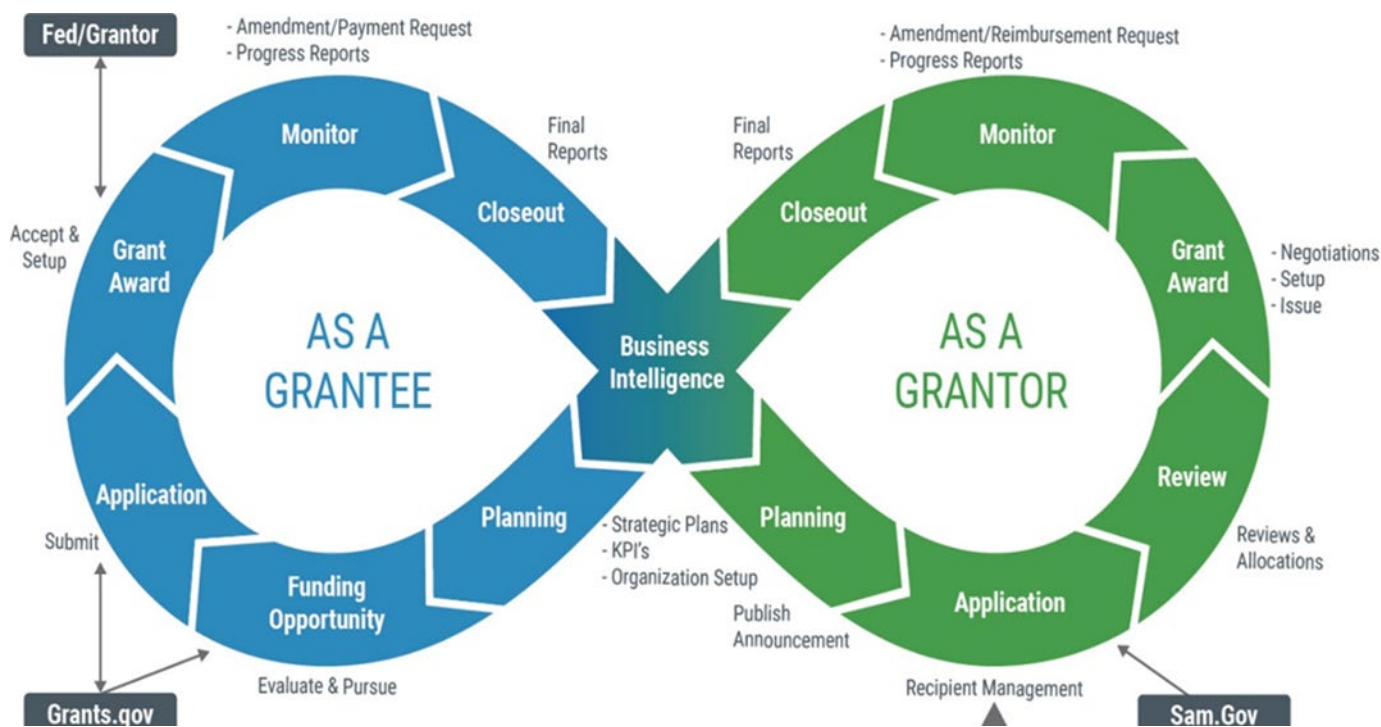 Fed/Grantor
- Amendment/Payment Request
- Progress Reports
Monitor
Final
Reports
Closeout
Accept &
Setup
Grant
Award
AS A
GRANTEE
Application
Submit
Funding
Opportunity
Evaluate & Pursue
Grants.gov
Planning
- Strategic Plans
- KPI's
- Organization Setup
Business
Intelligence
- Amendment/Reimbursement Request
- Progress Reports
Monitor
Final
Reports
Closeout
Grant
Award
- Negotiations
- Setup
- Issue
AS A
GRANTOR
Review
Reviews &
Allocations
Planning
Publish
Announcement
Application
Recipient Management
Sam.Gov